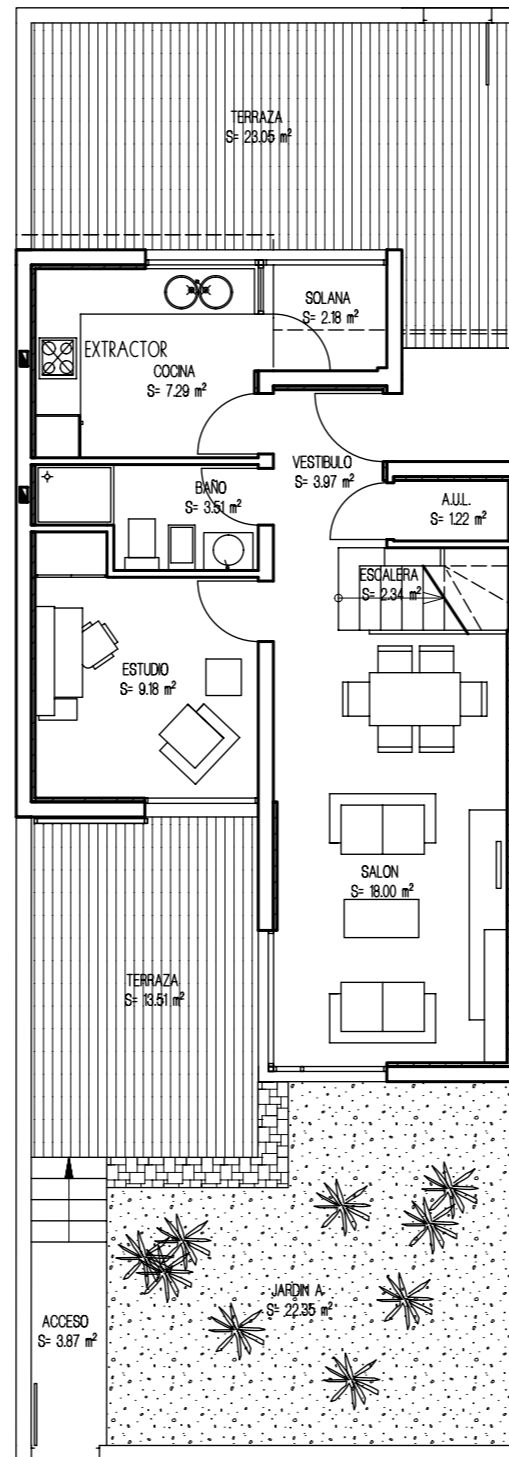 TERRAZA
S= 23.05 m²
SOLANA
S= 2.18 m²
EXTRACTOR
COCINA
S= 7.29 m²
VESTIBULO
S= 3.97 m²
BAÑO
S= 3.51 m²
A.U.L.
S= 1.22 m²
ESCALERA
S= 2.34 m²
ESTUDIO
S= 9.18 m²
SALON
S= 18.00 m²
TERRAZA
S= 13.51 m²
JARDIN A.
S= 22.35 m²
ACCESO
S= 3.87 m²